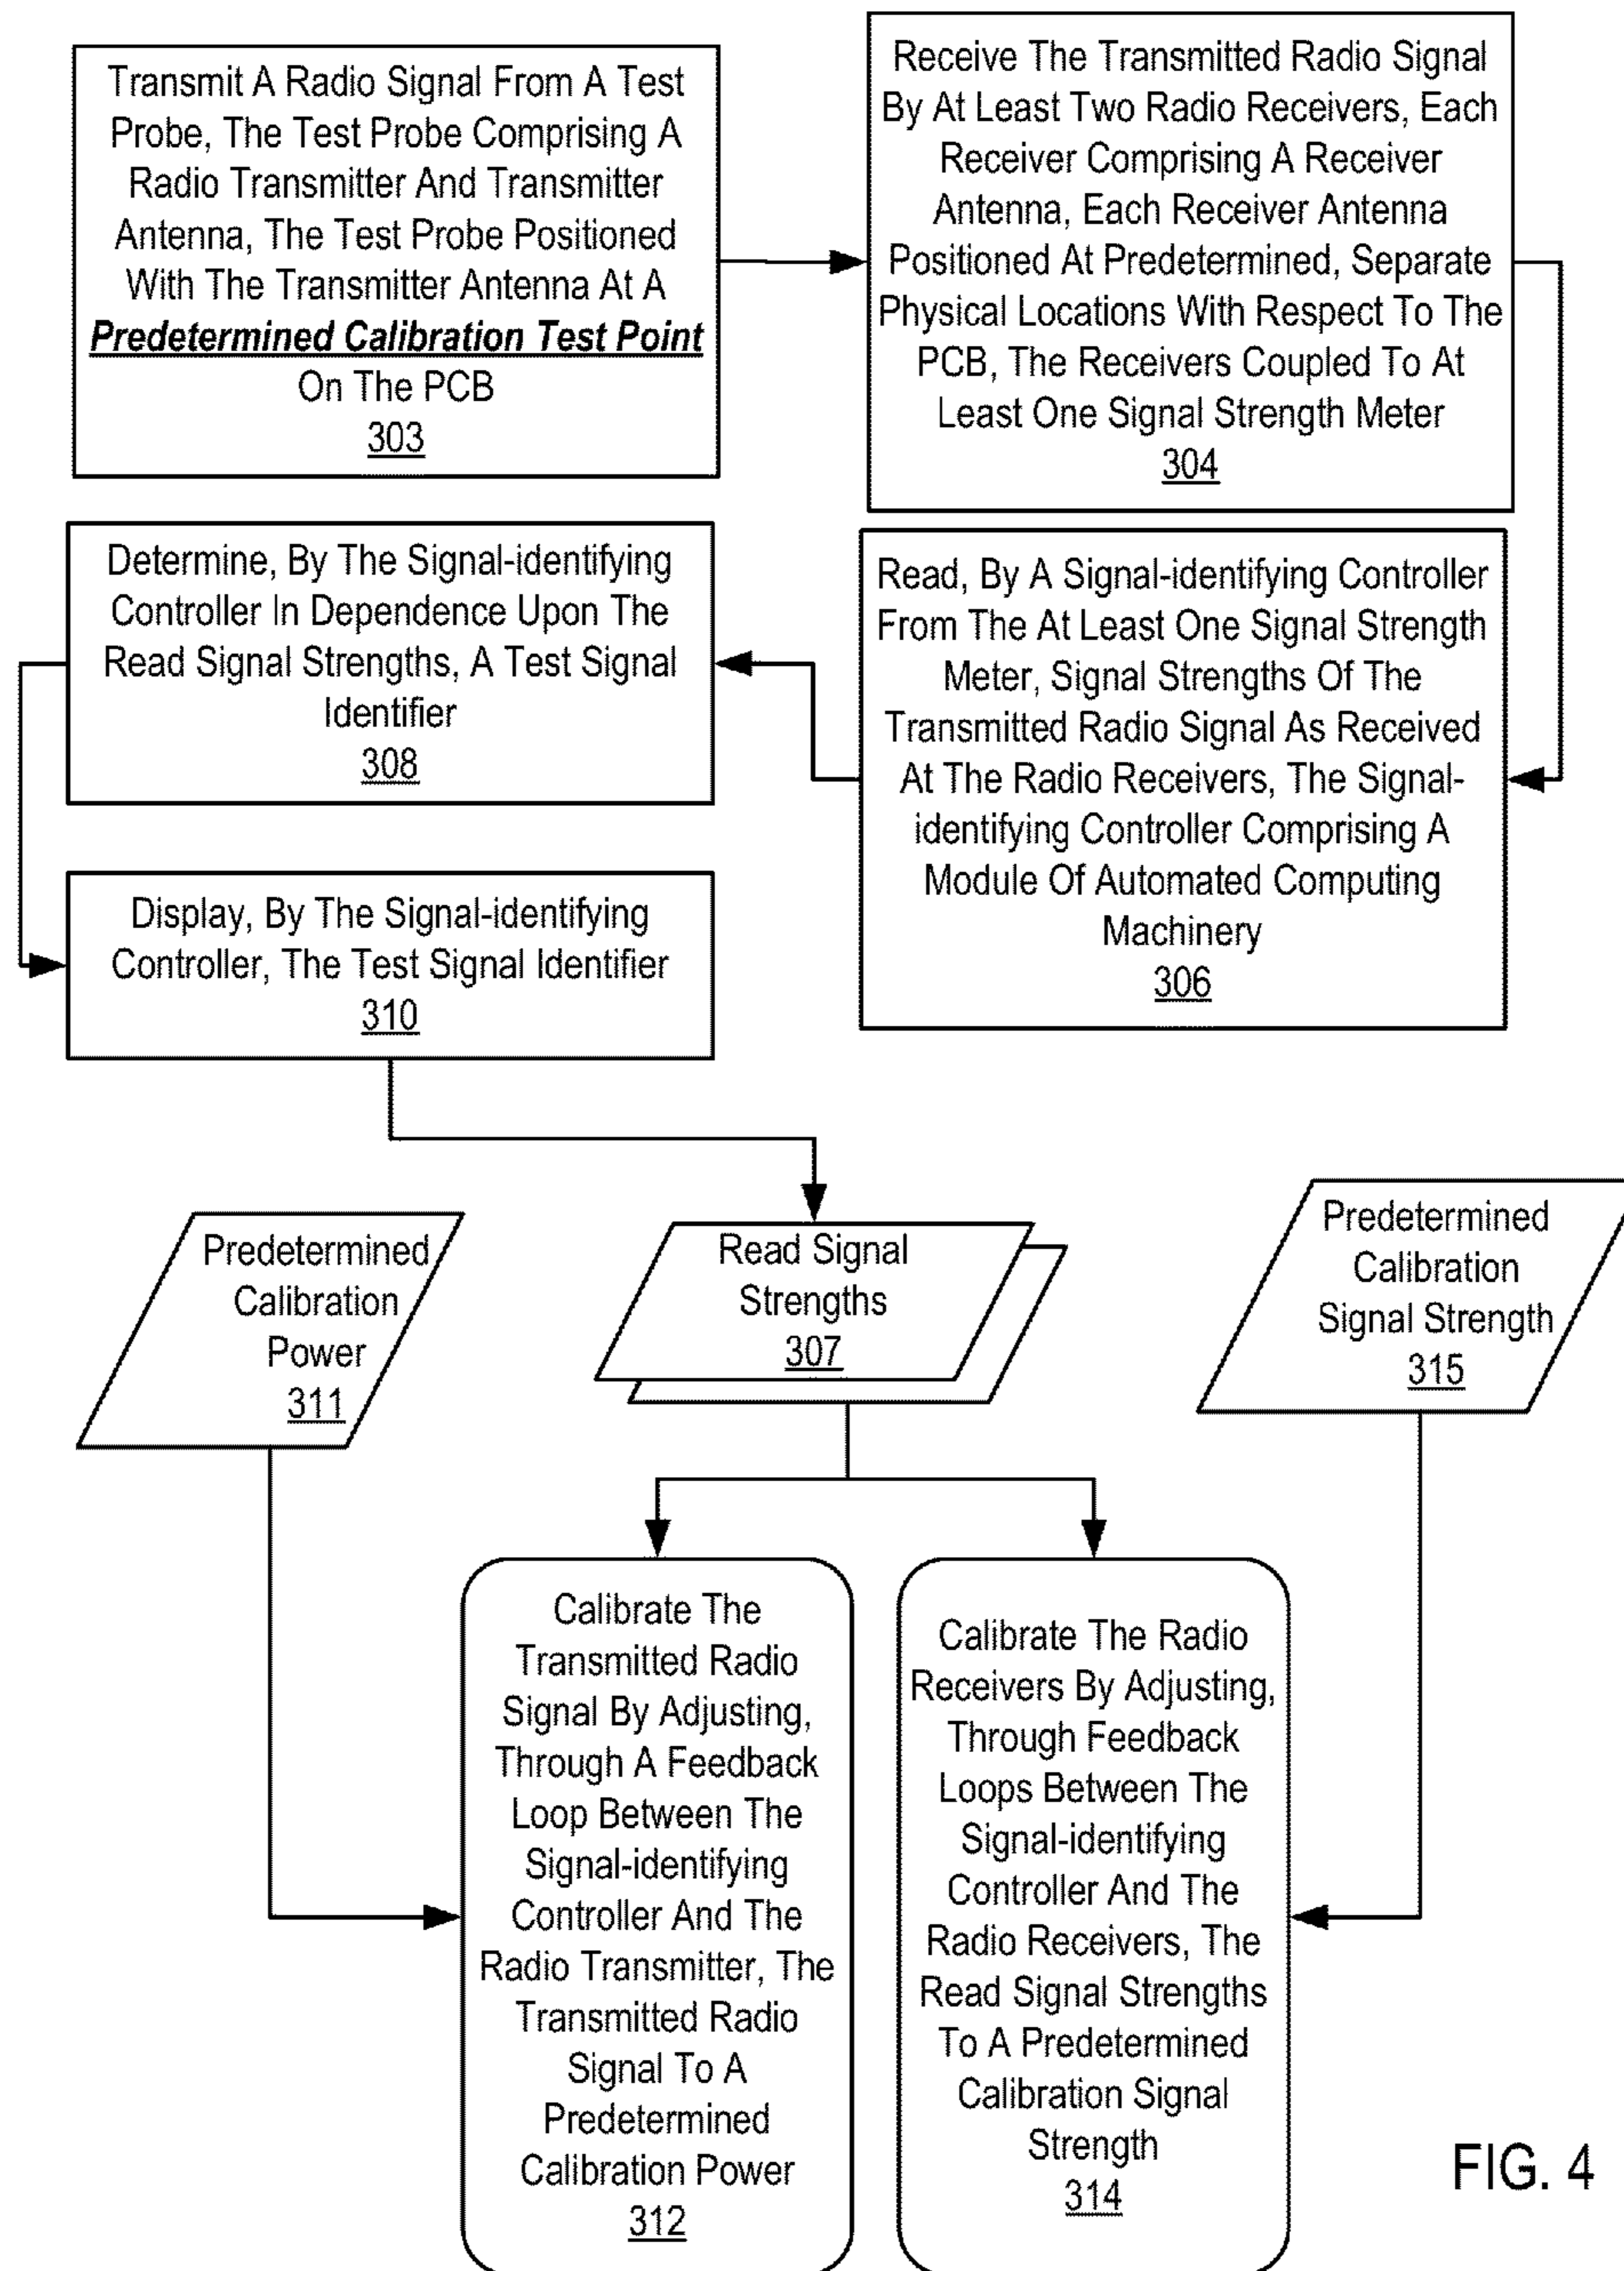 Transmit A Radio Signal From A Test
Probe, The Test Probe Comprising A
Radio Transmitter And Transmitter
Antenna, The Test Probe Positioned
With The Transmitter Antenna At A
Predetermined Calibration Test Point
On The PCB
303
Receive The Transmitted Radio Signal
By At Least Two Radio Receivers, Each
Receiver Comprising A Receiver
Antenna, Each Receiver Antenna
Positioned At Predetermined, Separate
Physical Locations With Respect To The
PCB, The Receivers Coupled To At
Least One Signal Strength Meter
304
Read, By A Signal-identifying Controller
From The At Least One Signal Strength
Meter, Signal Strengths Of The
Transmitted Radio Signal As Received
At The Radio Receivers, The Signal-
identifying Controller Comprising A
Module Of Automated Computing
Machinery
306
Determine, By The Signal-identifying
Controller In Dependence Upon The
Read Signal Strengths, A Test Signal
Identifier
308
Display, By The Signal-identifying
Controller, The Test Signal Identifier
310
Predetermined
Calibration
Power
311
Read Signal
Strengths
307
Predetermined
Calibration
Signal Strength
315
Calibrate The
Transmitted Radio
Signal By Adjusting,
Through A Feedback
Loop Between The
Signal-identifying
Controller And The
Radio Transmitter, The
Transmitted Radio
Signal To A
Predetermined
Calibration Power
312
Calibrate The Radio
Receivers By Adjusting,
Through Feedback
Loops Between The
Signal-identifying
Controller And The
Radio Receivers, The
Read Signal Strengths
To A Predetermined
Calibration Signal
Strength
314
FIG. 4